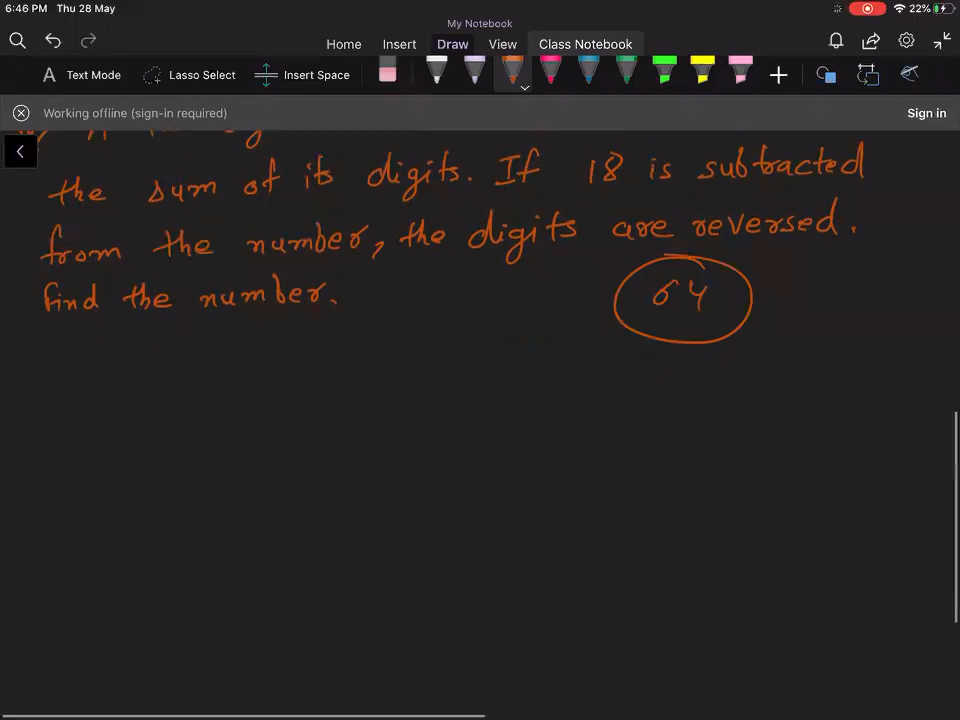 6:46 PM Thu 28 May
22%
My Notebook
Home Insert Draw View Class Notebook
Text Mode Lasso Select Insert Space
Working offline (sign-in required) Sign in
the sum of its digits. If 18 is subtracted
from the number, the digits are reversed.
find the number.
64